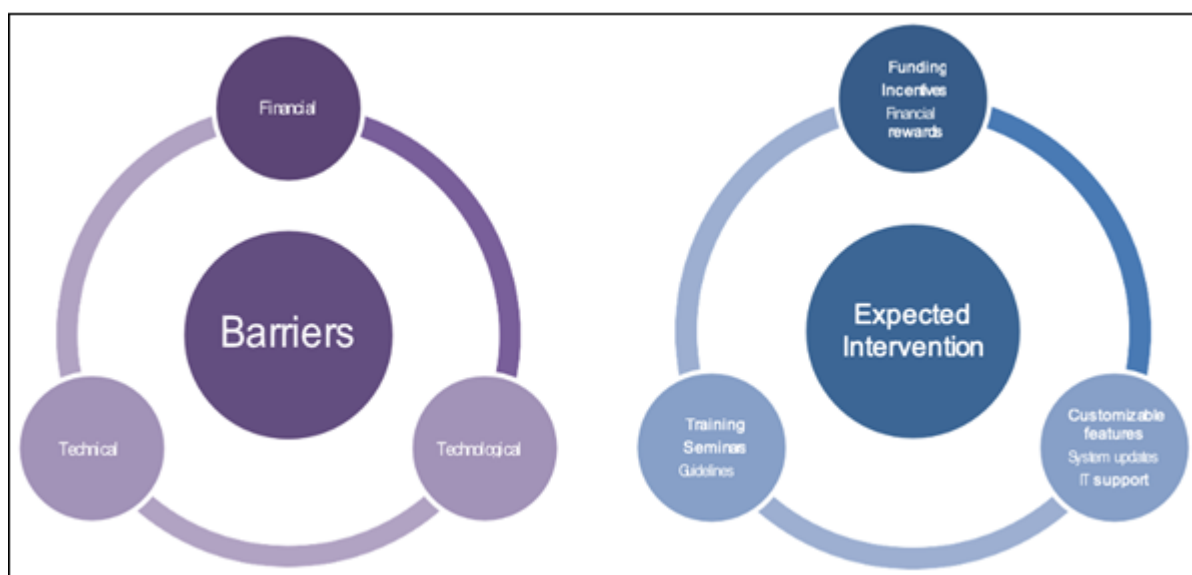 Financial
Barriers
Technical
Technological
Funding
Incentives
Financial
rewards
Expected
Intervention
Training
Seminars
Guidelines
Customizable
features
System updates
IT support